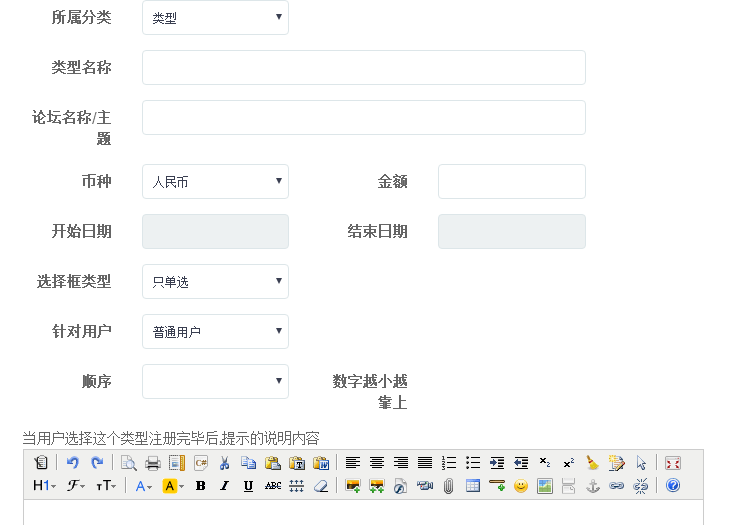 所属分类 类型
类型名称
论坛名称/主
题
币种 人民币 金额
开始日期 结束日期
选择框类型 只单选
针对用户 普通用户
顺序 数字越小越
靠上
当用户选择这个类型注册完毕后,提示的说明内容
H1 F TT A A B I U ABC